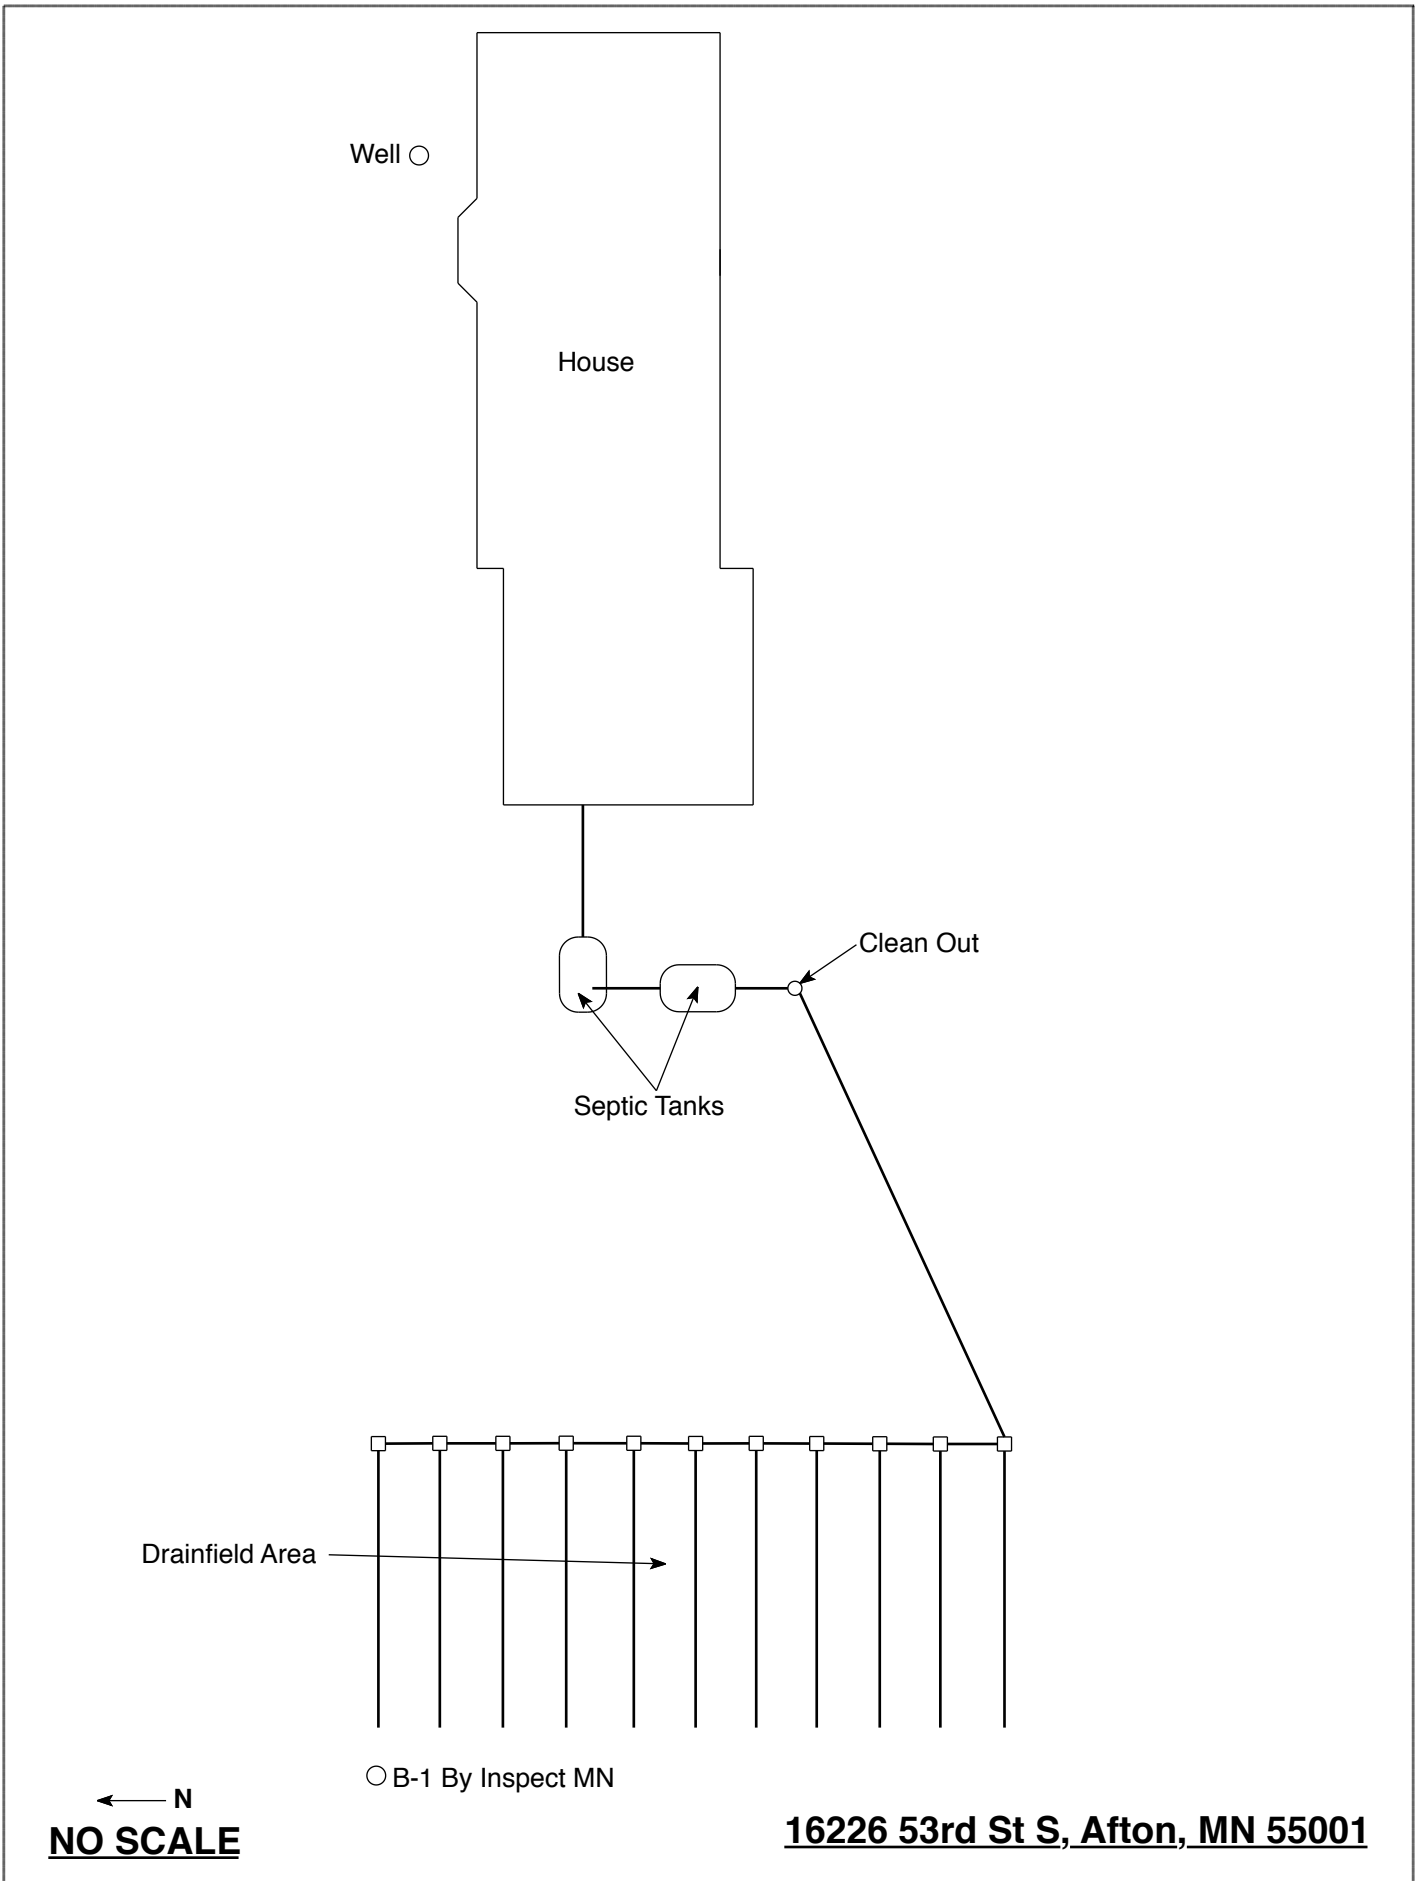 Well
House
Clean Out
Septic Tanks
Drainfield Area
B-1 By Inspect MN
N
NO SCALE
16226 53rd St S, Afton, MN 55001